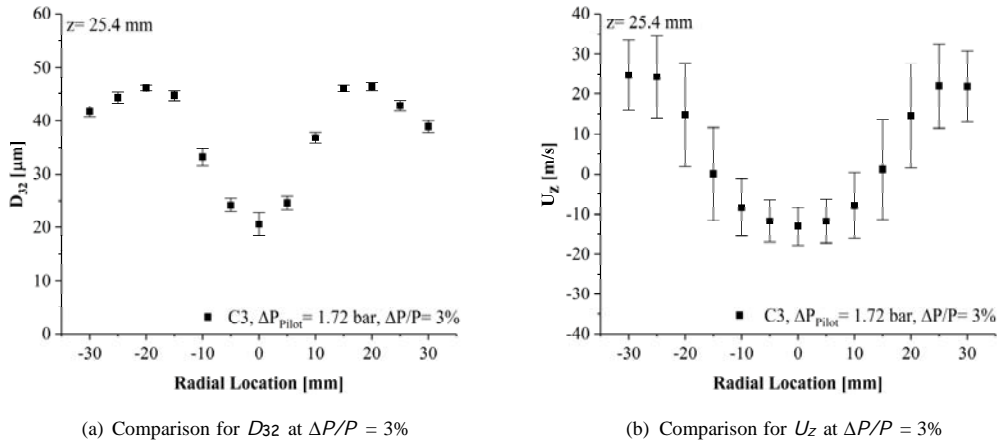 z= 25.4 mm
60
50
40
30
20
10
0
D₃₂ [μm]
C3, ΔP_Pilot= 1.72 bar, ΔP/P= 3%
-30 -20 -10 0 10 20 30
Radial Location [mm]
(a) Comparison for D32 at ΔP/P = 3%
z= 25.4 mm
40
30
20
10
0
-10
-20
-30
-40
U_Z [m/s]
C3, ΔP_Pilot= 1.72 bar, ΔP/P= 3%
-30 -20 -10 0 10 20 30
Radial Location [mm]
(b) Comparison for Uz at ΔP/P = 3%